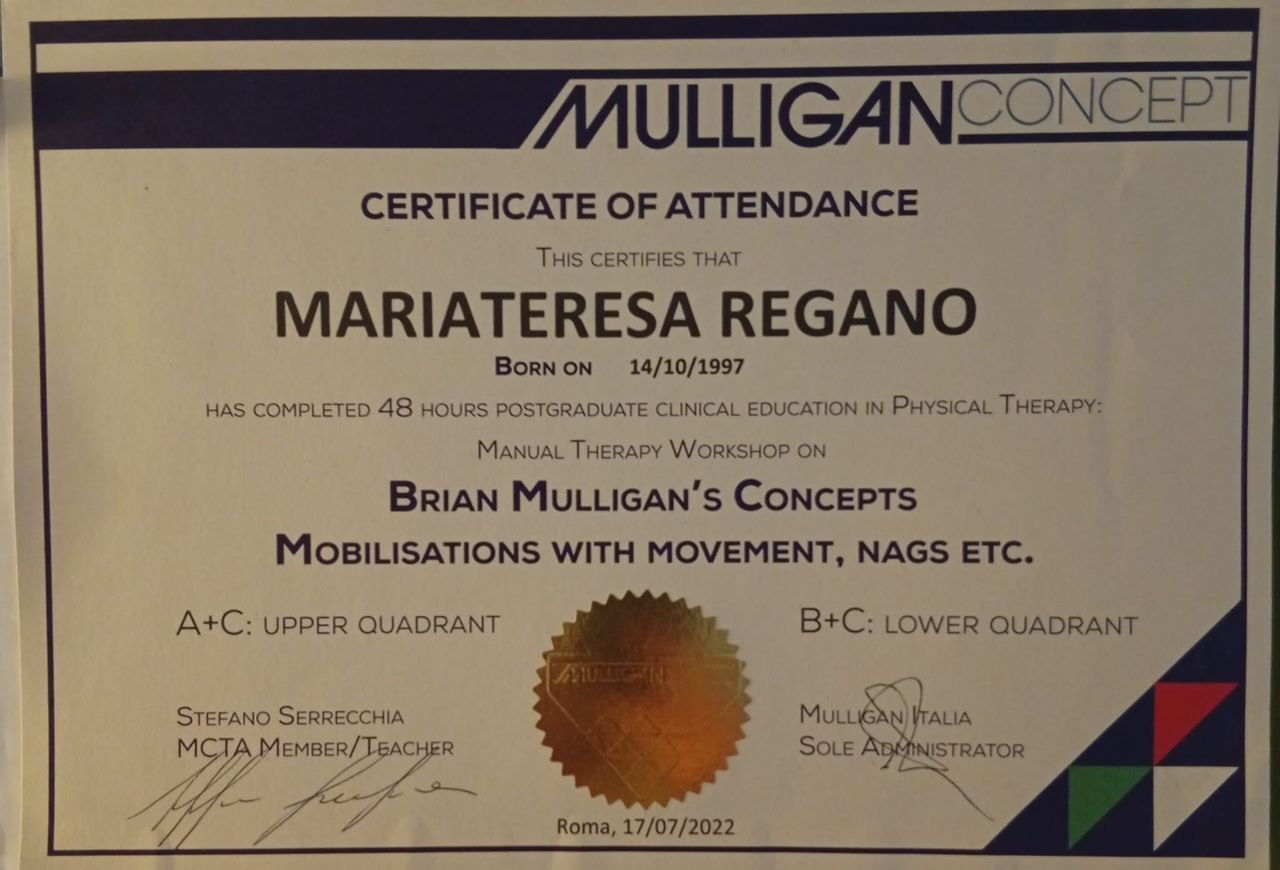 MULLIGANCONCEPT
CERTIFICATE OF ATTENDANCE
THIS CERTIFIES THAT
MARIATERESA REGANO
BORN ON 14/10/1997
HAS COMPLETED 48 HOURS POSTGRADUATE CLINICAL EDUCATION IN PHYSICAL THERAPY:
MANUAL THERAPY WORKSHOP ON
BRIAN MULLIGAN'S CONCEPTS
MOBILISATIONS WITH MOVEMENT, NAGS ETC.
A+C: UPPER QUADRANT
B+C: LOWER QUADRANT
MULLIGAN
STEFANO SERRECCHIA
MCTA MEMBER/TEACHER
MULLIGAN ITALIA
SOLE ADMINISTRATOR
Roma, 17/07/2022